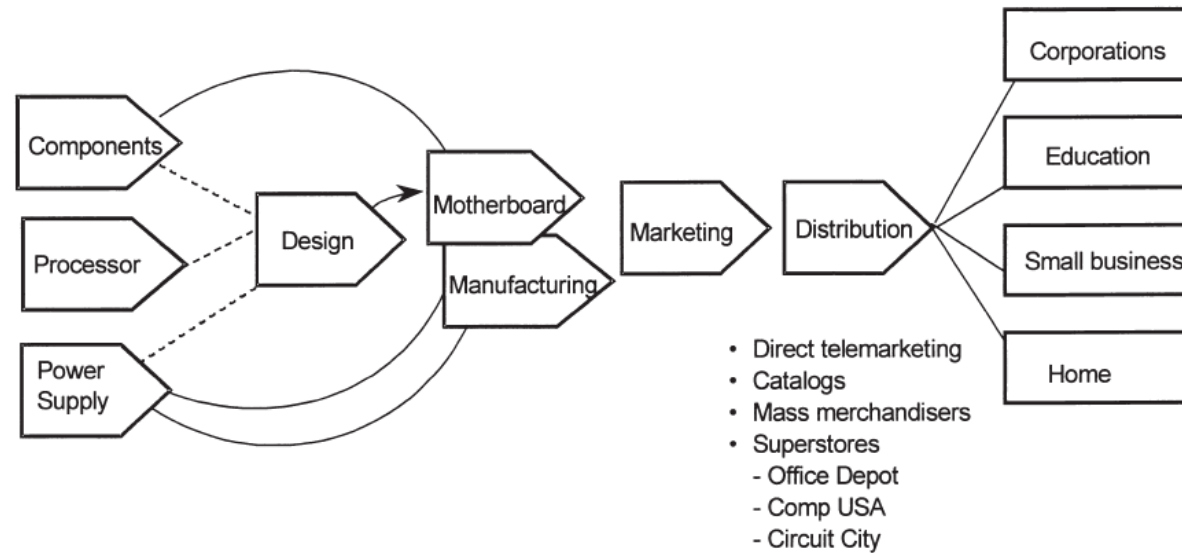 Components
Processor
Power
Supply
Design
Motherboard
Manufacturing
Marketing
Distribution
Corporations
Education
Small business
Home
• Direct telemarketing
• Catalogs
• Mass merchandisers
• Superstores
- Office Depot
- Comp USA
- Circuit City